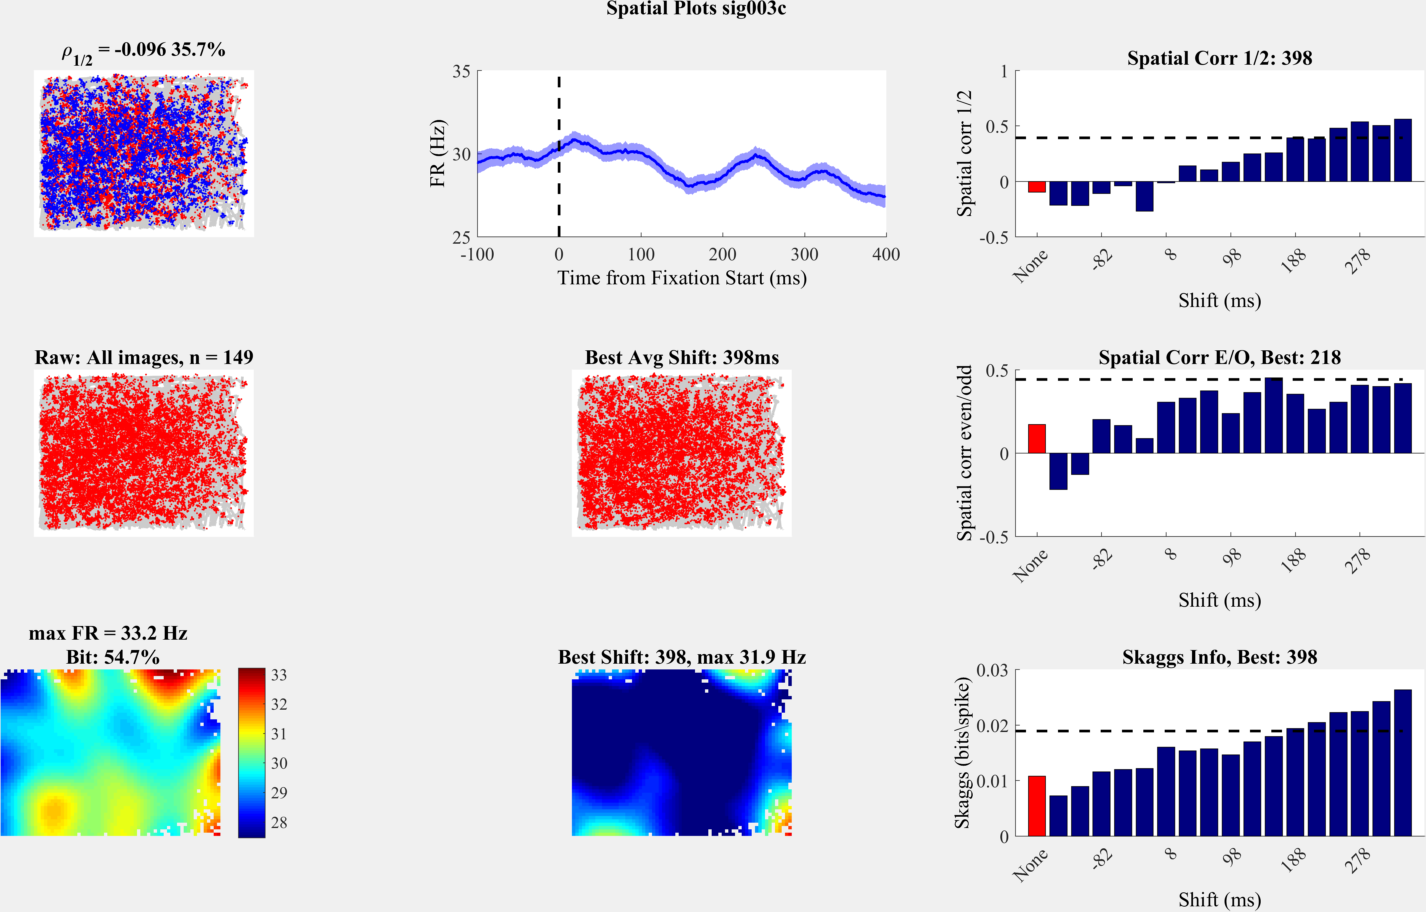 Spatial Plots sig003c
ρ1/2 = -0.096 35.7%
35
30
25
FR (Hz)
-100 0 100 200 300 400
Time from Fixation Start (ms)
Spatial Corr 1/2: 398
1
0.5
0
-0.5
Spatial corr 1/2
None -82 8 98 188 278
Shift (ms)
Raw: All images, n = 149
Best Avg Shift: 398ms
Spatial Corr E/O, Best: 218
0.5
0
-0.5
Spatial corr even/odd
None -82 8 98 188 278
Shift (ms)
max FR = 33.2 Hz
Bit: 54.7%
33
32
31
30
29
28
Best Shift: 398, max 31.9 Hz
Skaggs Info, Best: 398
0.03
0.02
0.01
0
Skaggs (bits\spike)
None -82 8 98 188 278
Shift (ms)